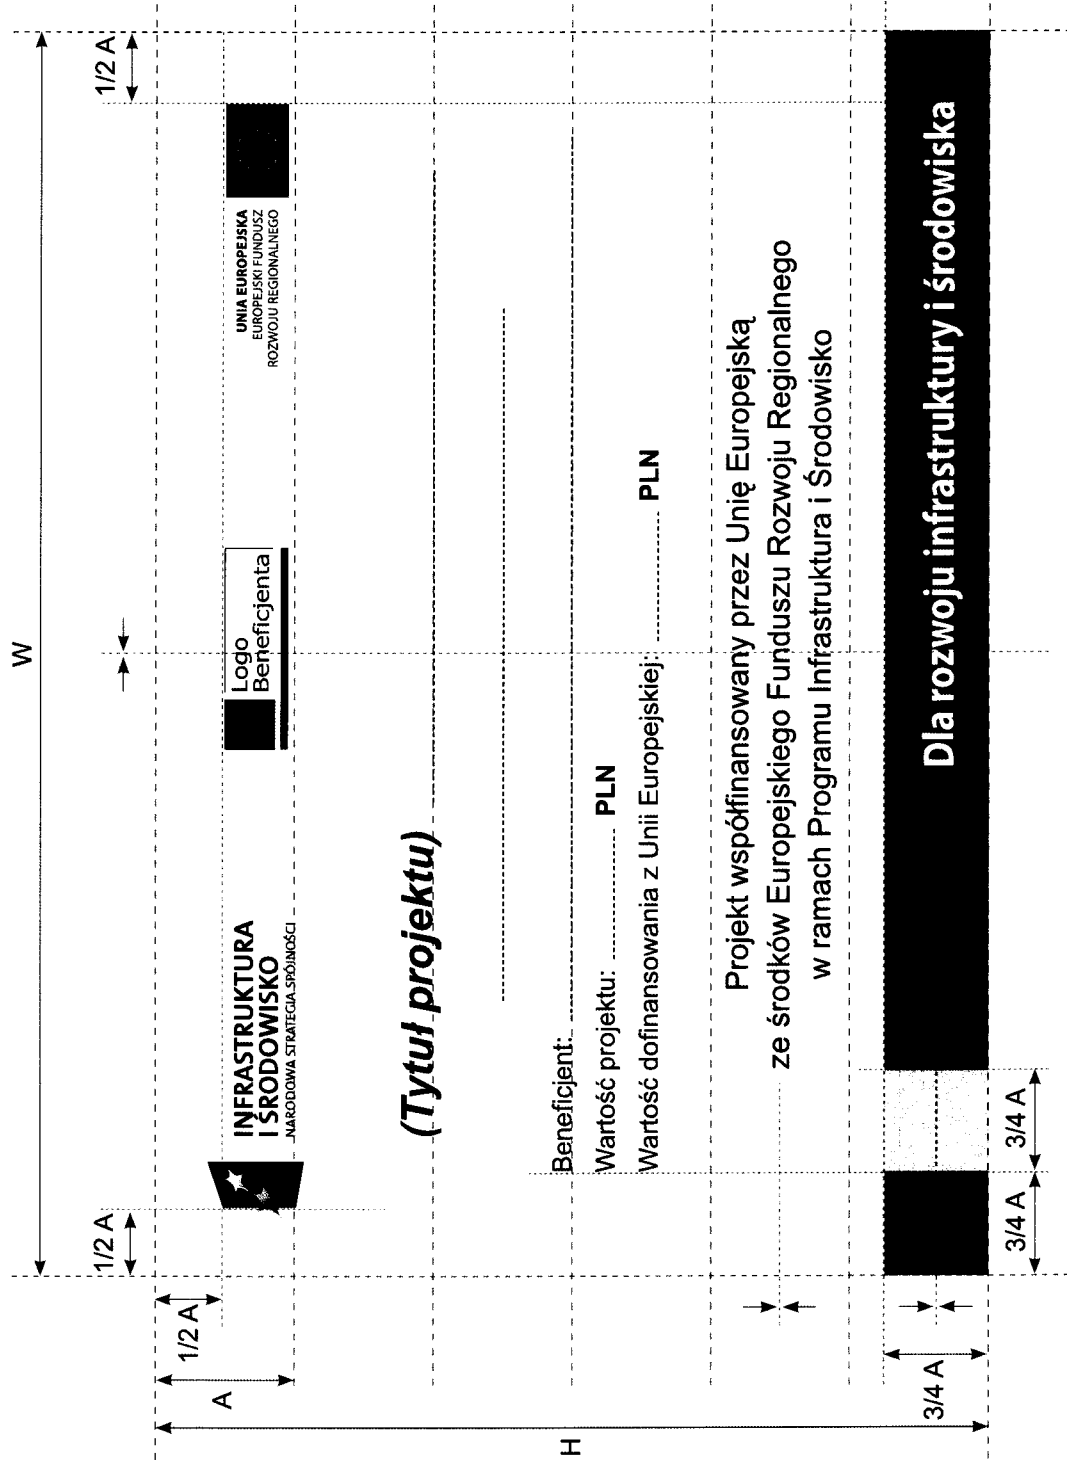 W
1/2 A
1/2 A
1/2 A
A
H
INFRASTRUKTURA
I ŚRODOWISKO
NARODOWA STRATEGIA SPÓJNOŚCI
Logo
Beneficjenta
UNIA EUROPEJSKA
EUROPEJSKI FUNDUSZ
ROZWOJU REGIONALNEGO
(Tytuł projektu)
Beneficjent:
Wartość projektu: PLN
Wartość dofinansowania z Unii Europejskiej: PLN
Projekt współfinansowany przez Unię Europejską
ze środków Europejskiego Funduszu Rozwoju Regionalnego
w ramach Programu Infrastruktura i Środowisko
Dla rozwoju infrastruktury i środowiska
3/4 A
3/4 A
3/4 A